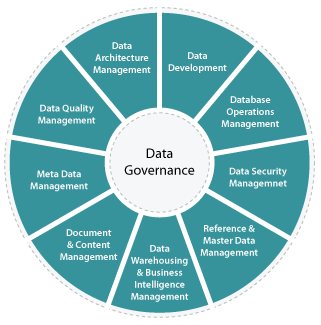 Data
Architecture
Management
Data
Development
Database
Operations
Management
Data Security
Managemnet
Reference &
Master Data
Management
Data
Warehousing
& Business
Intelligence
Management
Document
& Content
Management
Meta Data
Management
Data Quality
Management
Data
Governance